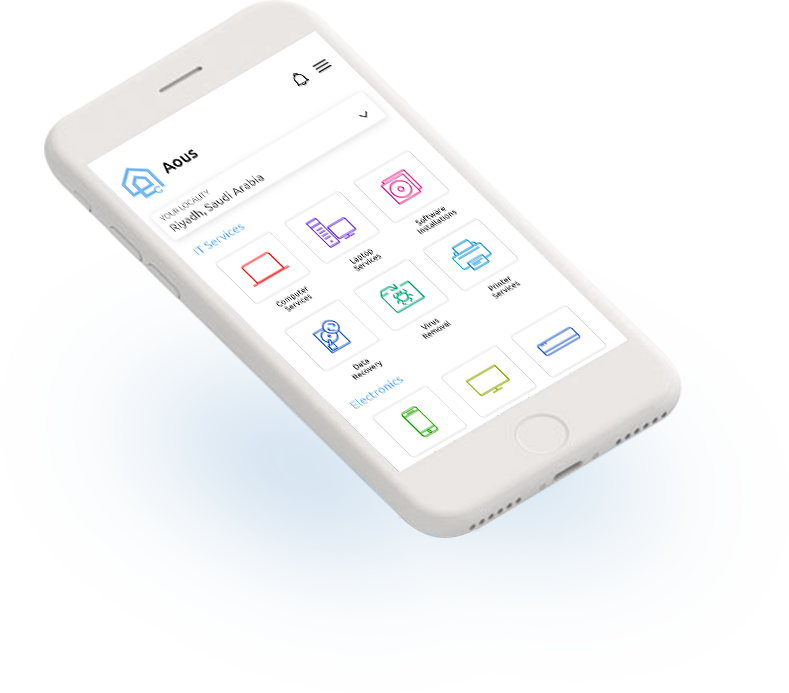 Aous
YOUR LOCALITY
Riyadh, Saudi Arabia
IT Services
Computer
Services
Laptop
Services
Software
Installations
Data
Recovery
Virus
Removal
Printer
Services
Electronics